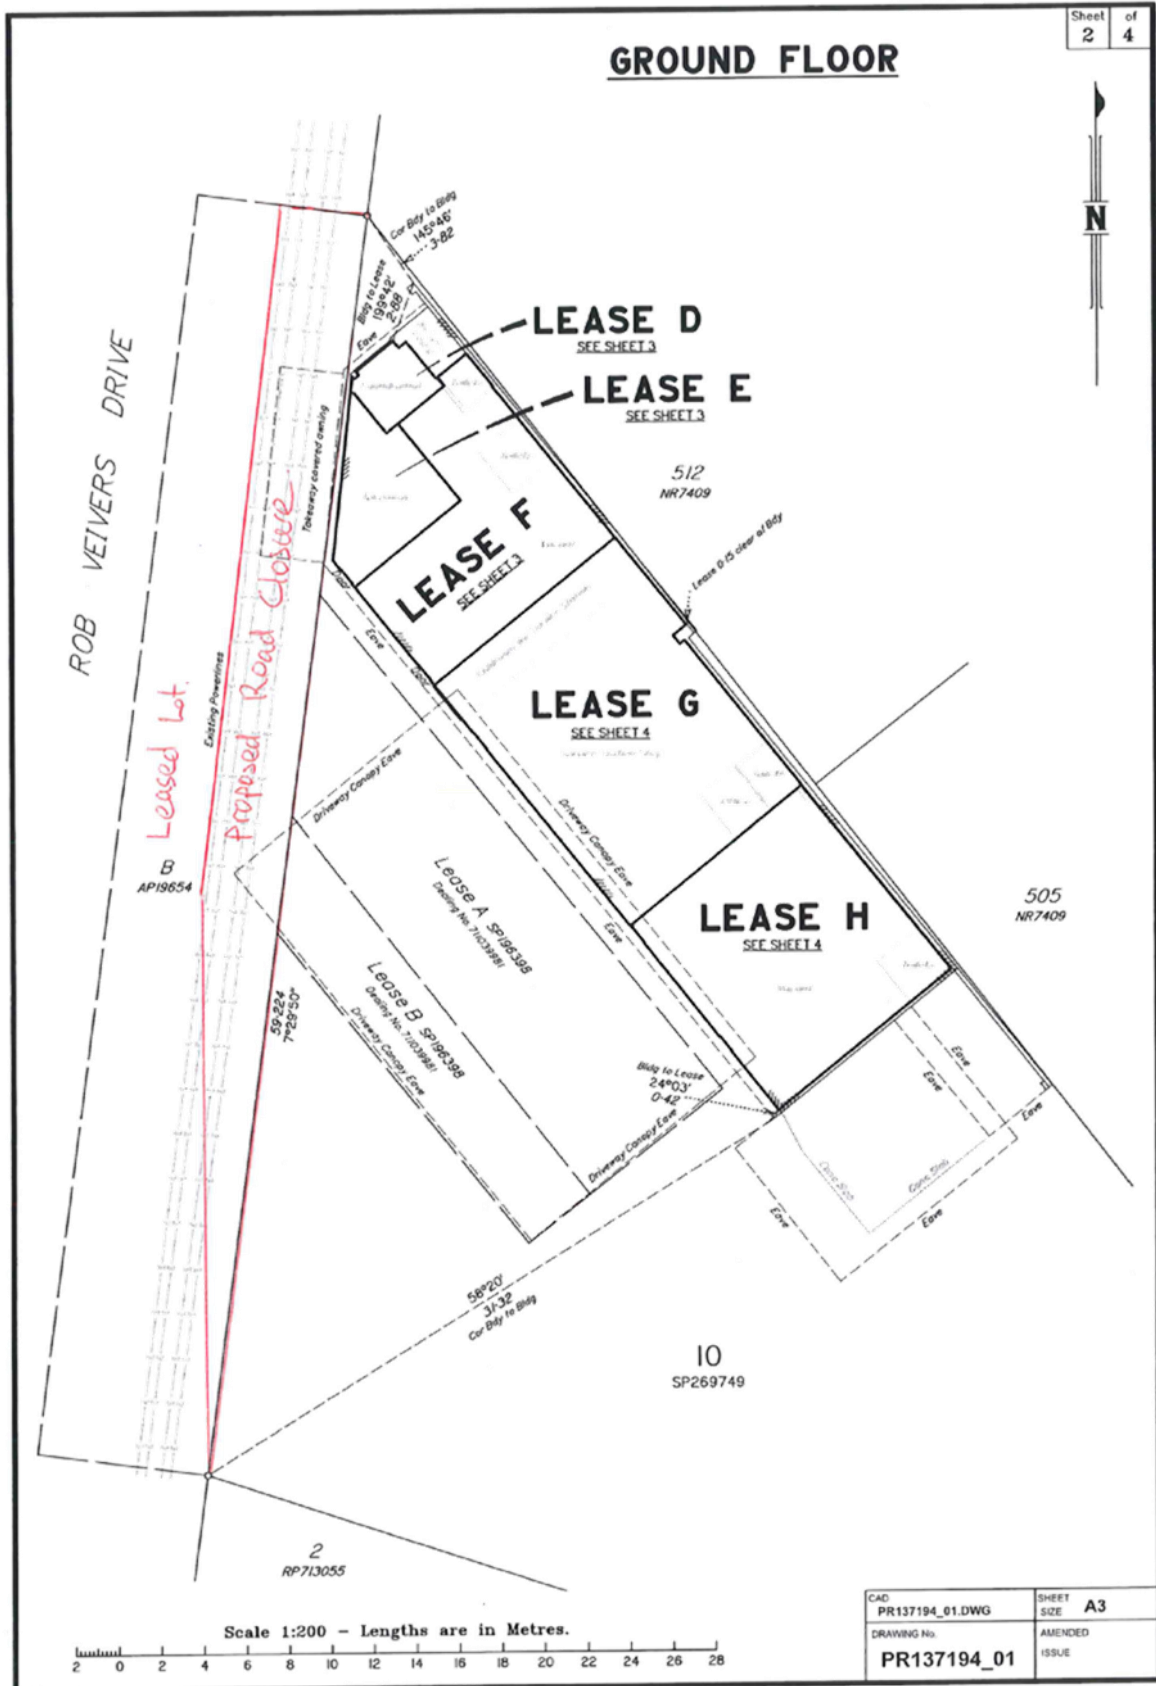 Sheet of
2 4
GROUND FLOOR
N
Cor Bdy to Bldg
145°46'
3·82
Bldg to Lease
199°42'
2·88
Eave
LEASE D
SEE SHEET 3
LEASE E
SEE SHEET 3
ROB VEIVERS DRIVE
Takeaway covered awning
512
NR7409
LEASE F
SEE SHEET 3
Lease 0·15 clear of Bdy
Existing Powerlines
Proposed Road Closure
Leased Lot.
Eave
LEASE G
SEE SHEET 4
Driveway Canopy Eave
Driveway Canopy Eave
B
AP19654
Lease A SP196398
Dealing No. 711039981
505
NR7409
LEASE H
SEE SHEET 4
Eave
Lease B SP196398
Dealing No. 711039981
Driveway Canopy Eave
59·224
7°29'50"
Bldg to Lease
24°03'
0·42
Eave
Eave
Eave
Driveway Canopy Eave
Conc Slab
Conc Slab
Eave
Eave
58°20'
31·32
Cor Bdy to Bldg
10
SP269749
2
RP713055
Scale 1:200 – Lengths are in Metres.
2 0 2 4 6 8 10 12 14 16 18 20 22 24 26 28
CAD
PR137194_01.DWG
SHEET
SIZE A3
DRAWING No.
PR137194_01
AMENDED
ISSUE